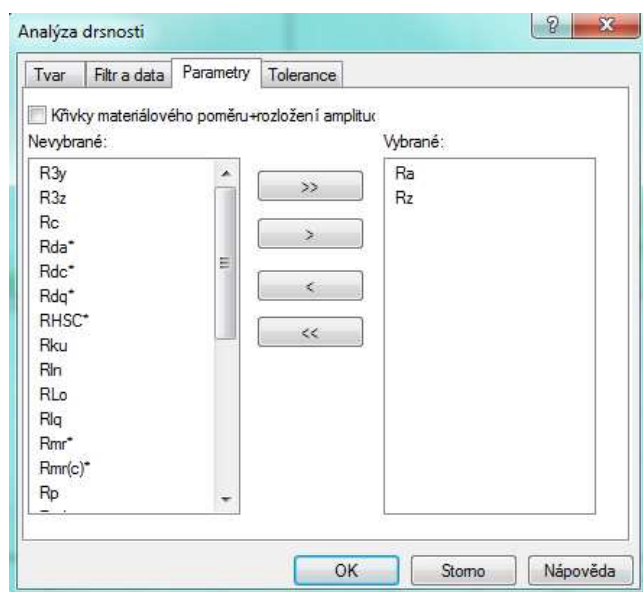 Analýza drsnosti
?
X
Tvar
Filtr a data
Parametry
Tolerance
Křivky materiálového poměru+rozložení amplituc
Nevybrané:
Vybrané:
R3y
R3z
Rc
Rda*
Rdc*
Rdq*
RHSC*
Rku
Rln
RLo
Rlq
Rmr*
Rmr(c)*
Rp
>>
>
<
<<
Ra
Rz
OK
Storno
Nápověda